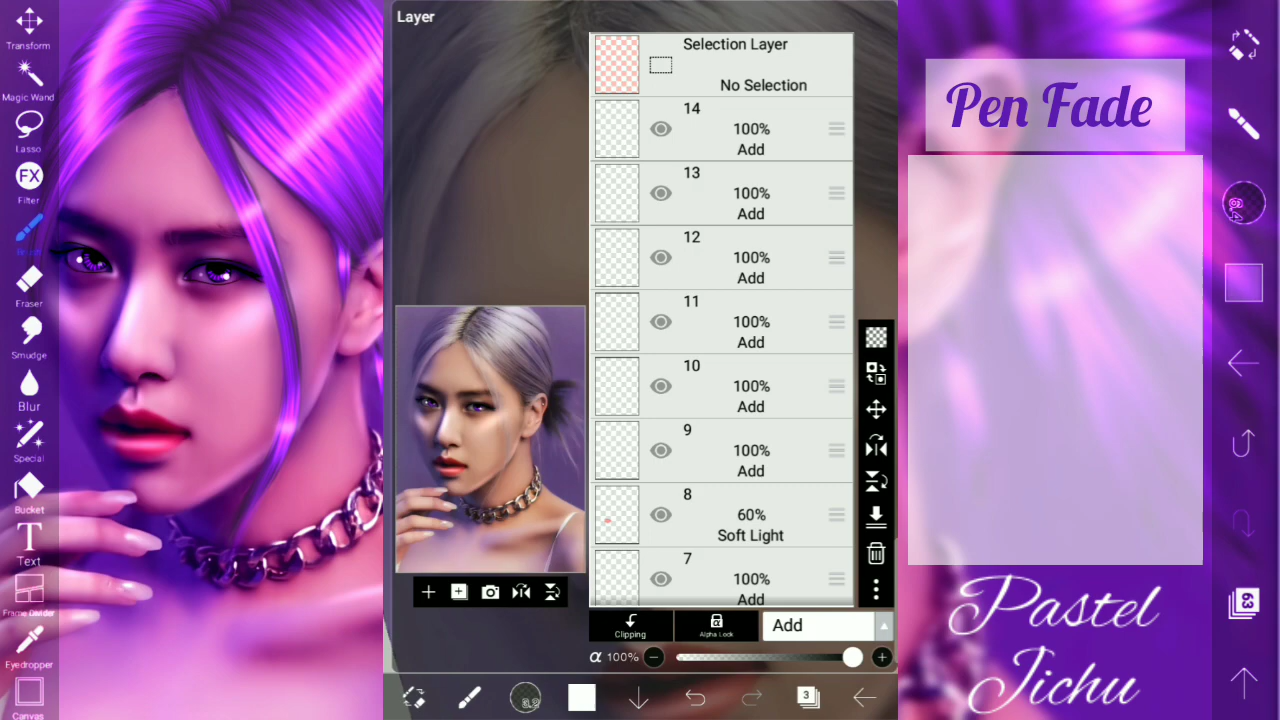 Transform
Magic Wand
Lasso
FX
Filter
Eraser
Smudge
Blur
Special
Bucket
T
Text
Frame Divider
Eyedropper
Canvas
Layer
Selection Layer
No Selection
14
100%
Add
13
100%
Add
12
100%
Add
11
100%
Add
10
100%
Add
9
100%
Add
8
60%
Soft Light
7
100%
Add
Clipping
Alpha Lock
Add
α 100%
3
Pen Fade
63
Pastel
Jichu